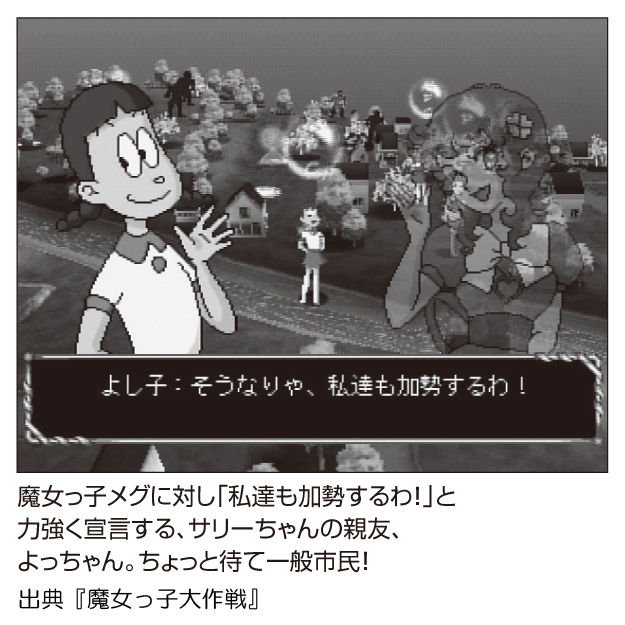 よし子：そうなりゃ、私達も加勢するわ！
魔女っ子メグに対し「私達も加勢するわ！」と
力強く宣言する、サリーちゃんの親友、
よっちゃん。ちょっと待て一般市民！
出典『魔女っ子大作戦』